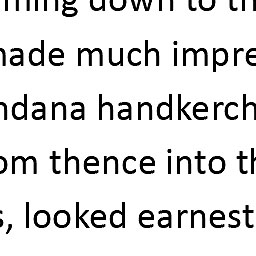 ming down to th
made much impre
ndana handkerch
om thence into th
s, looked earnest